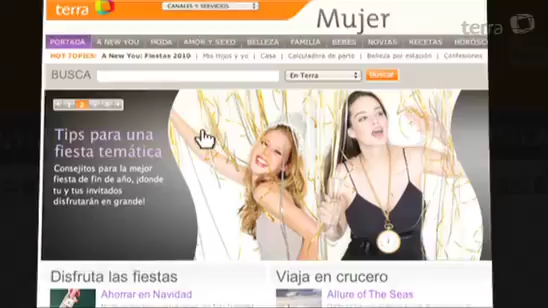 terra
CANALES Y SERVICIOS
Mujer
terra
PORTADA A NEW YOU MODA AMOR Y SEXO BELLEZA FAMILIA BEBES NOVIAS RECETAS HOROSC
HOT TOPICS: A New You: Fiestas 2010 Mis hijos y yo Casa Calculadora de parto Belleza por estación Confesiones
BUSCA En Terra Buscar
Tips para una
fiesta temática
Consejitos para la mejor
fiesta de fin de año, ¡donde
tu y tus invitados
disfrutarán en grande!
Disfruta las fiestas Viaja en crucero
Ahorrar en Navidad Allure of The Seas